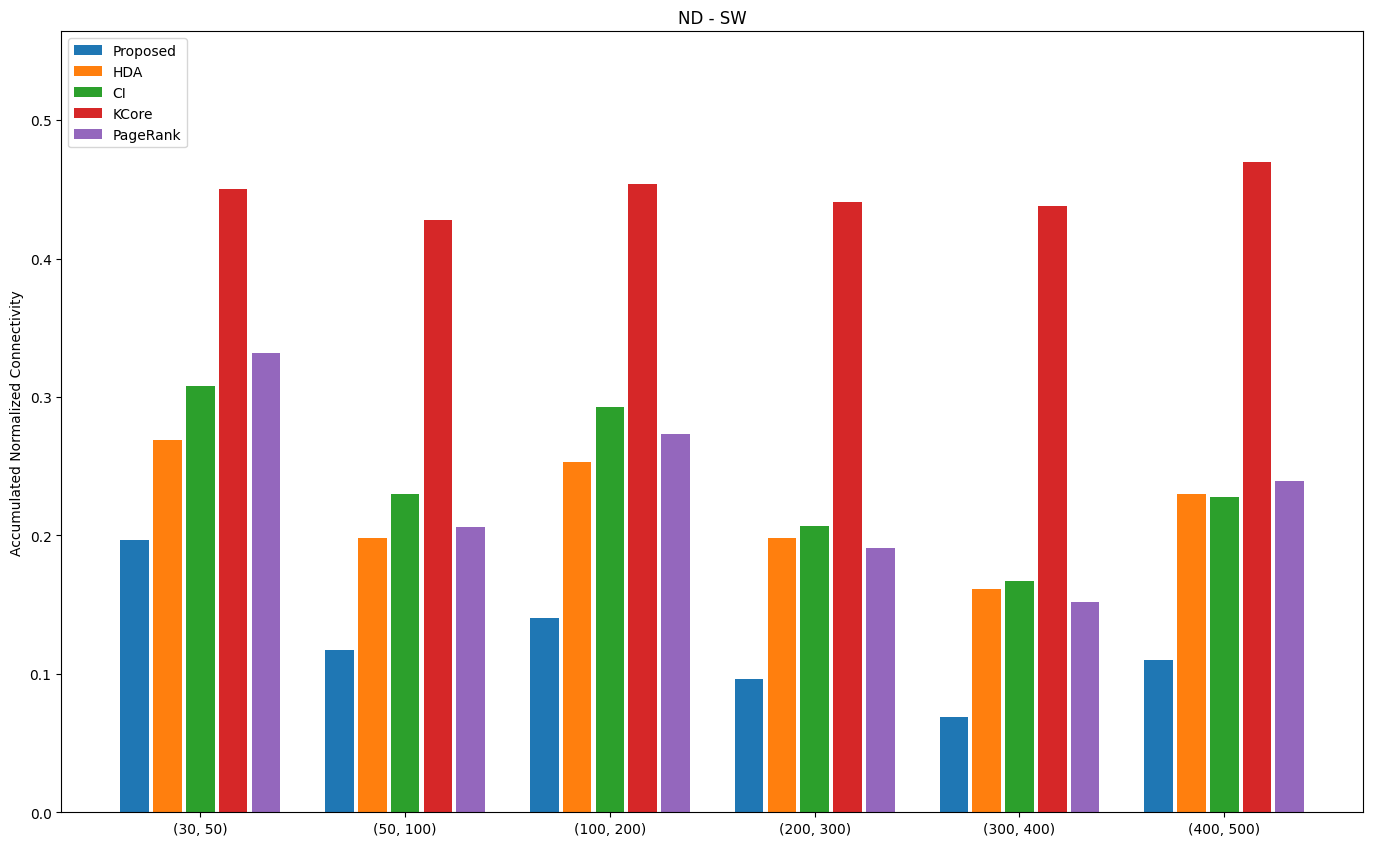 ND - SW
Proposed
HDA
CI
KCore
PageRank
Accumulated Normalized Connectivity
0.5
0.4
0.3
0.2
0.1
0.0
(30, 50) (50, 100) (100, 200) (200, 300) (300, 400) (400, 500)